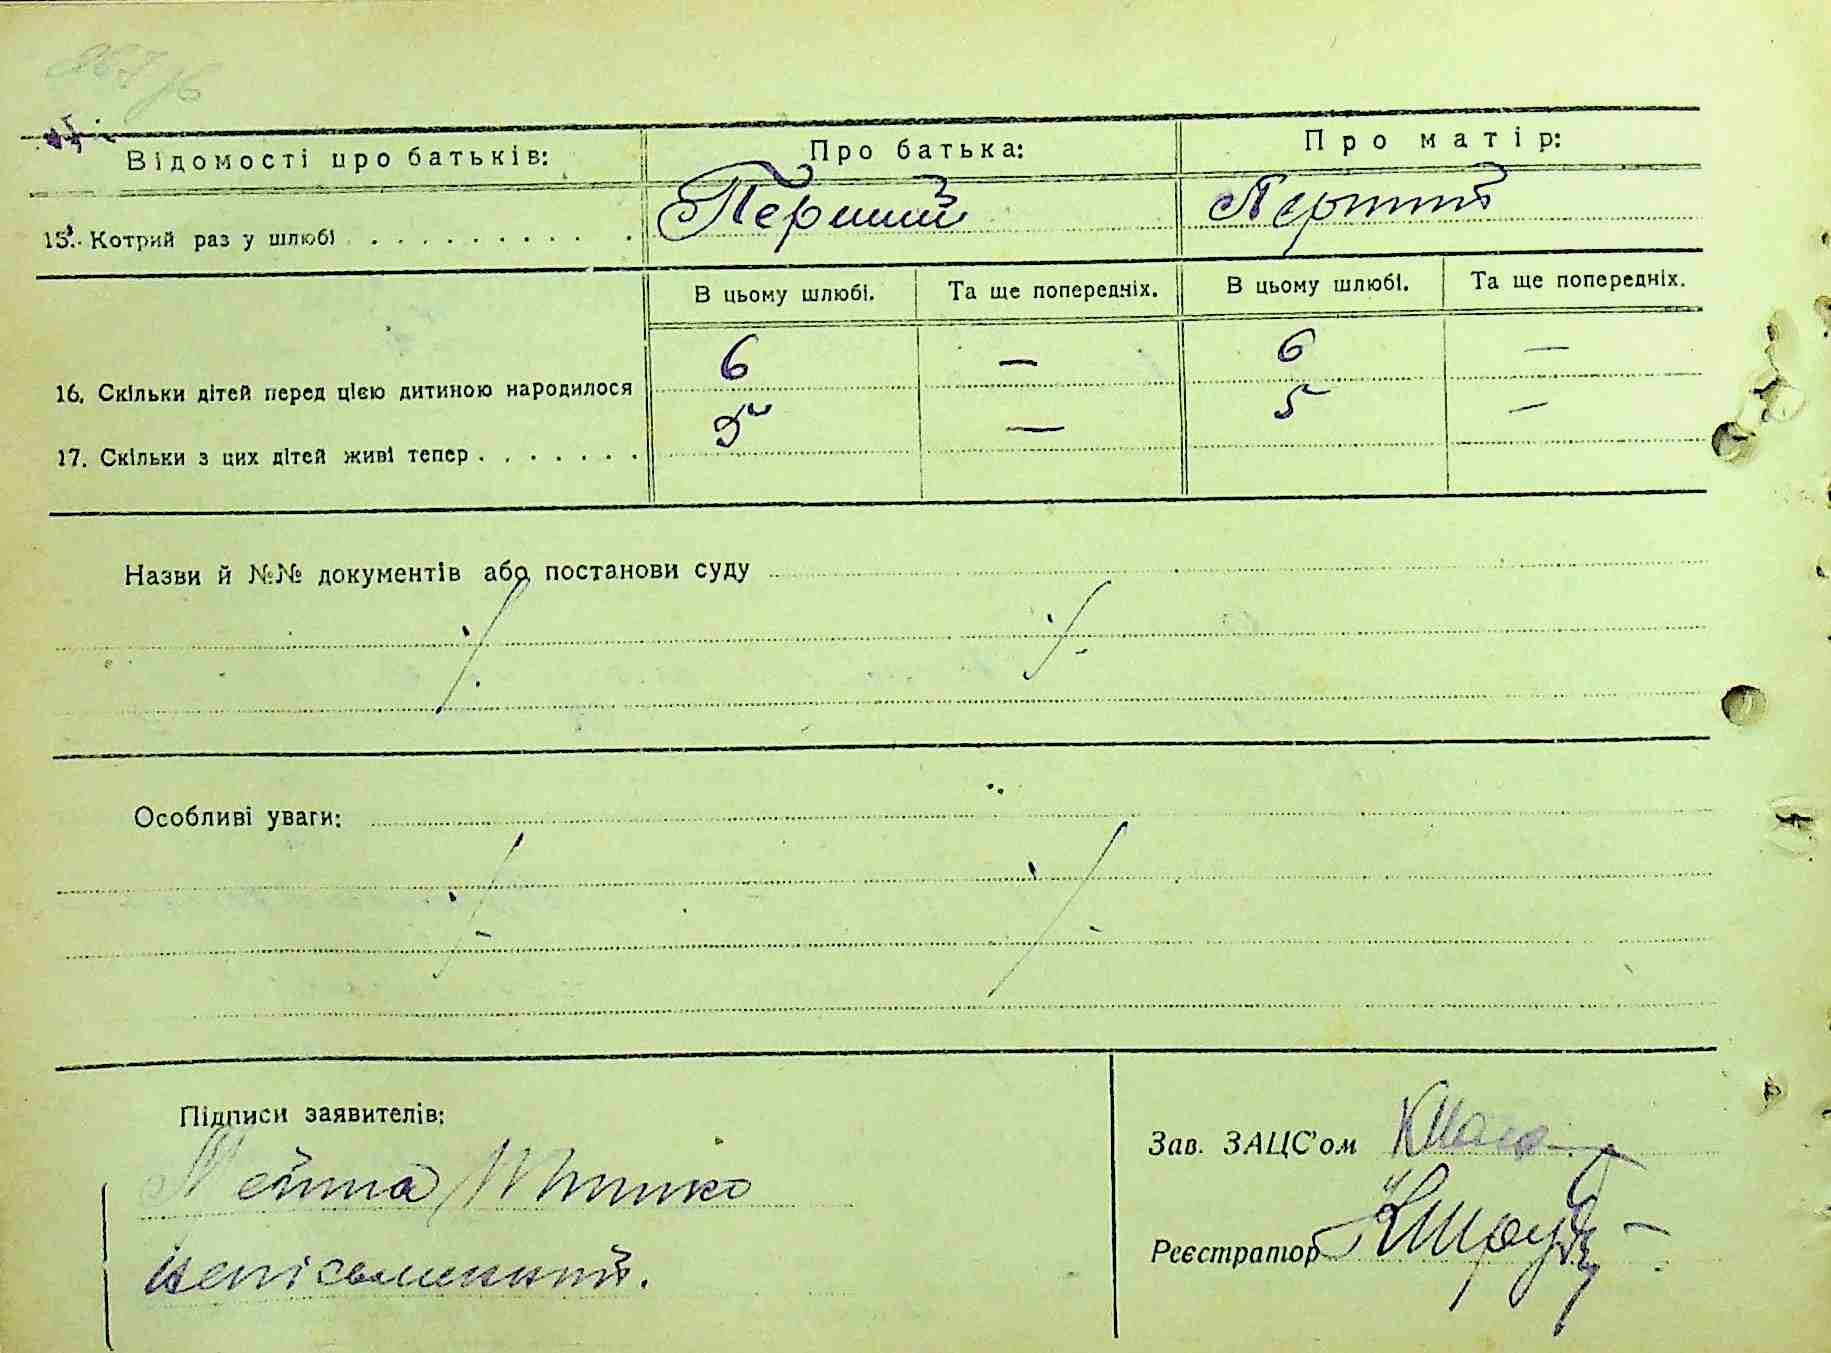 Відомості про батьків: Про батька: Про матір:
15. Котрий раз у шлюбі Перший Перший
В цьому шлюбі. Та ще попередніх. В цьому шлюбі. Та ще попередніх.
16. Скільки дітей перед цією дитиною народилося 6 — 6 —
17. Скільки з цих дітей живі тепер 5 — 5 —
Назви й №№ документів або постанови суду
Особливі уваги:
Підписи заявителів:
Зав. ЗАЦС'ом
неписьменний.
Реєстратор